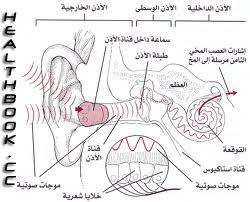 الأذن الداخلية
الأذن الوسطى
الأذن الخارجية
إشارات العصب المخي
الثامن مرسلة إلى المخ
سماعة داخل قناة الأذن
طبلة الأذن
العظم
القوقعة
قناة
الأذن
قناة استاكيوس
موجات صوتية
خلايا شعرية
موجات صوتية
HEALTHBOOK.CC